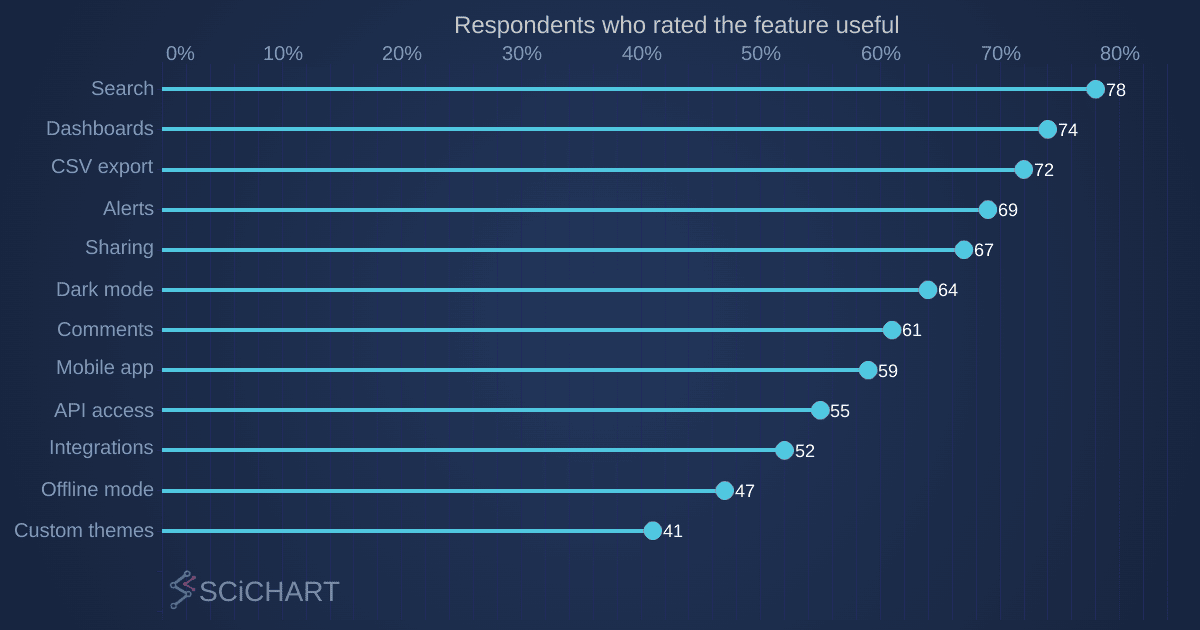 Respondents who rated the feature useful
0% 10% 20% 30% 40% 50% 60% 70% 80%
Search 78
Dashboards 74
CSV export 72
Alerts 69
Sharing 67
Dark mode 64
Comments 61
Mobile app 59
API access 55
Integrations 52
Offline mode 47
Custom themes 41
SCiCHART